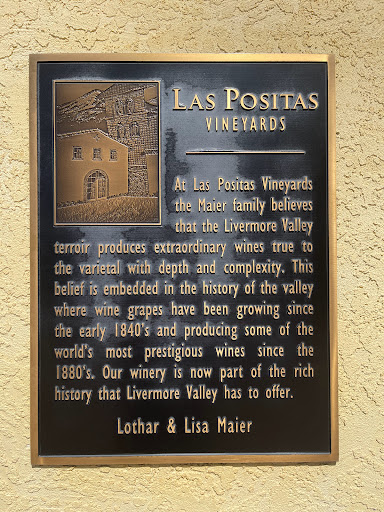 LAS POSITAS
VINEYARDS
At Las Positas Vineyards
the Maier family believes
that the Livermore Valley
terroir produces extraordinary wines true to
the varietal with depth and complexity. This
belief is embedded in the history of the valley
where wine grapes have been growing since
the early 1840's and producing some of the
world's most prestigious wines since the
1880's. Our winery is now part of the rich
history that Livermore Valley has to offer.
Lothar & Lisa Maier